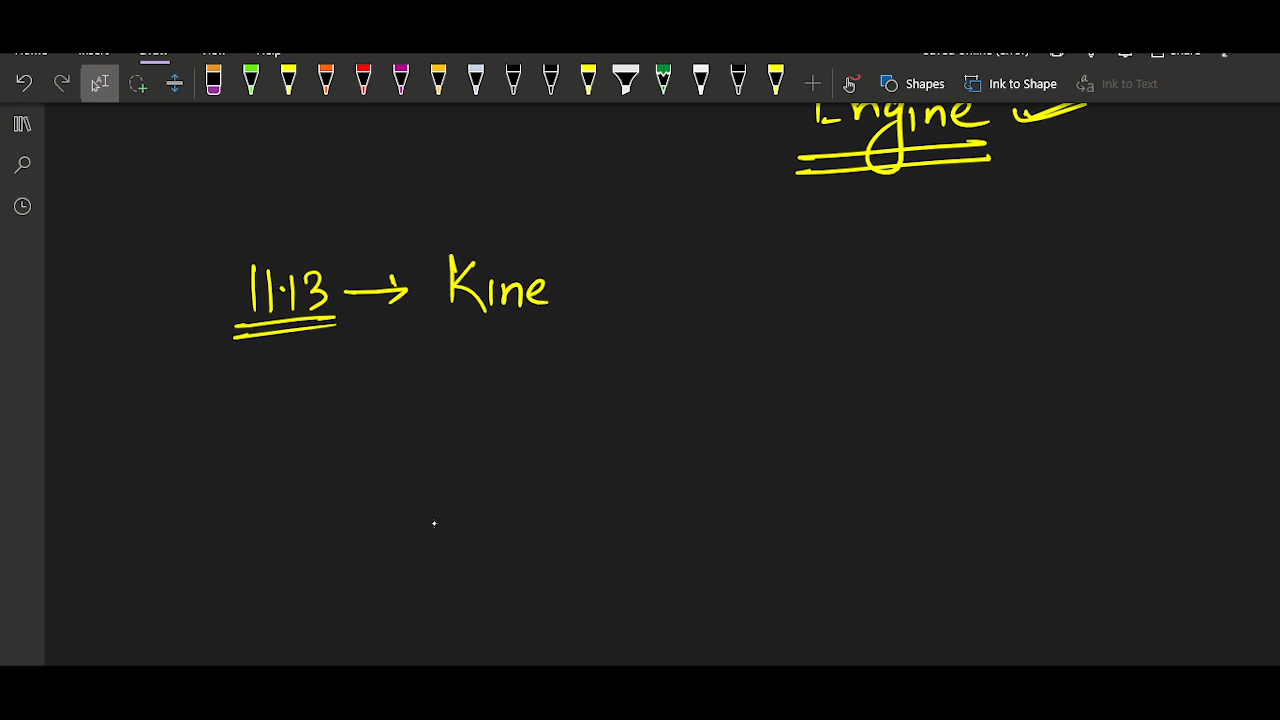 Shapes
Ink to Shape
Ink to Text
Engine
11.13 → Kine